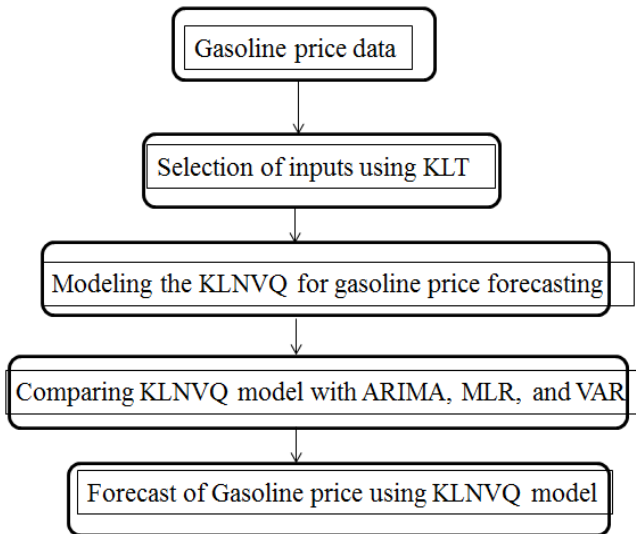 Gasoline price data
Selection of inputs using KLT
Modeling the KLNVQ for gasoline price forecasting
Comparing KLNVQ model with ARIMA, MLR, and VAR
Forecast of Gasoline price using KLNVQ model